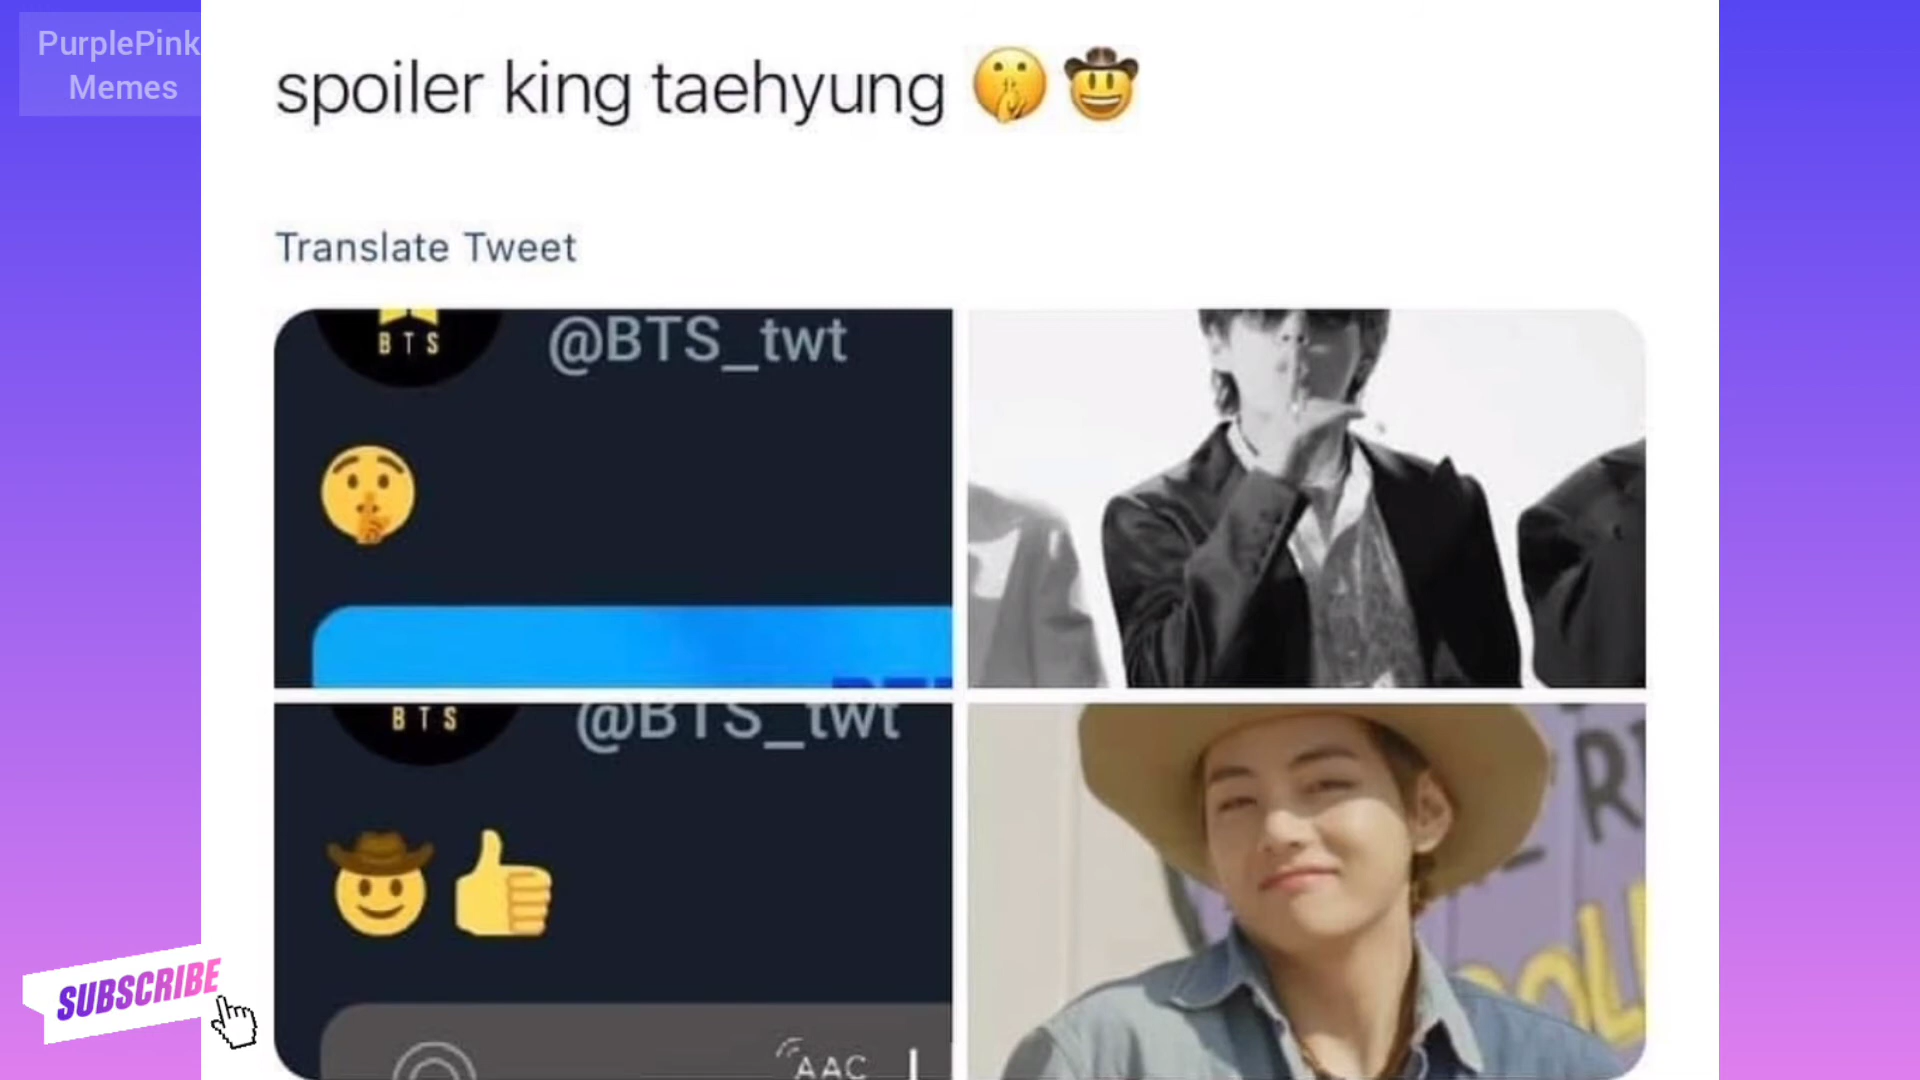 PurplePink
Memes
spoiler king taehyung 🤫 🤠
Translate Tweet
BTS
@BTS_twt
🤫
BTS
@BTS_twt
🤠 👍
AAC
SUBSCRIBE